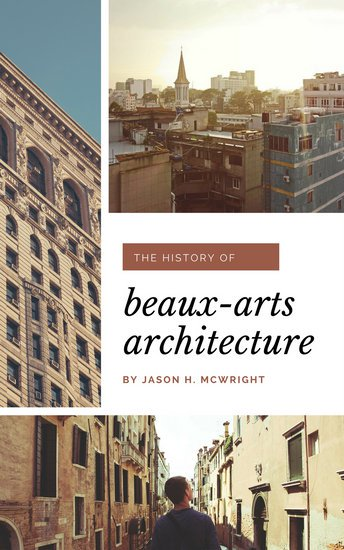 THE HISTORY OF
beaux-arts
architecture
BY JASON H. MCWRIGHT